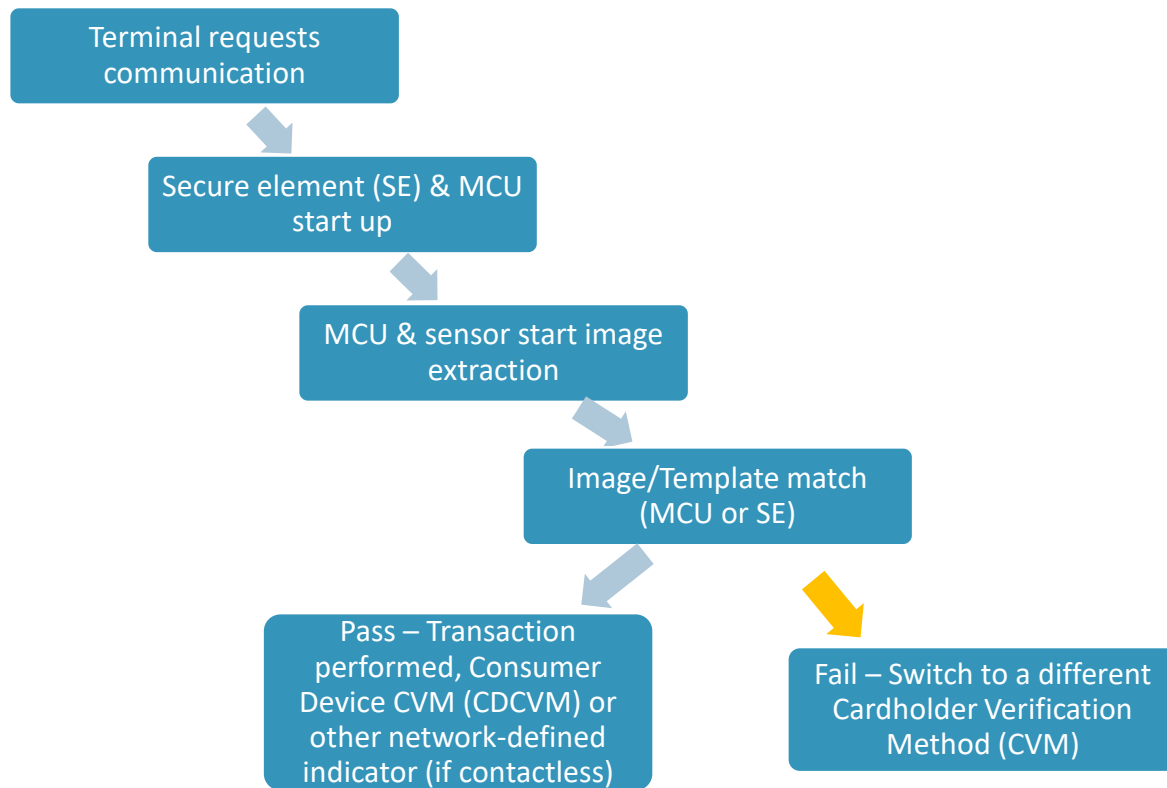 Terminal requests
communication
Secure element (SE) & MCU
start up
MCU & sensor start image
extraction
Image/Template match
(MCU or SE)
Pass – Transaction
performed, Consumer
Device CVM (CDCVM) or
other network-defined
indicator (if contactless)
Fail – Switch to a different
Cardholder Verification
Method (CVM)